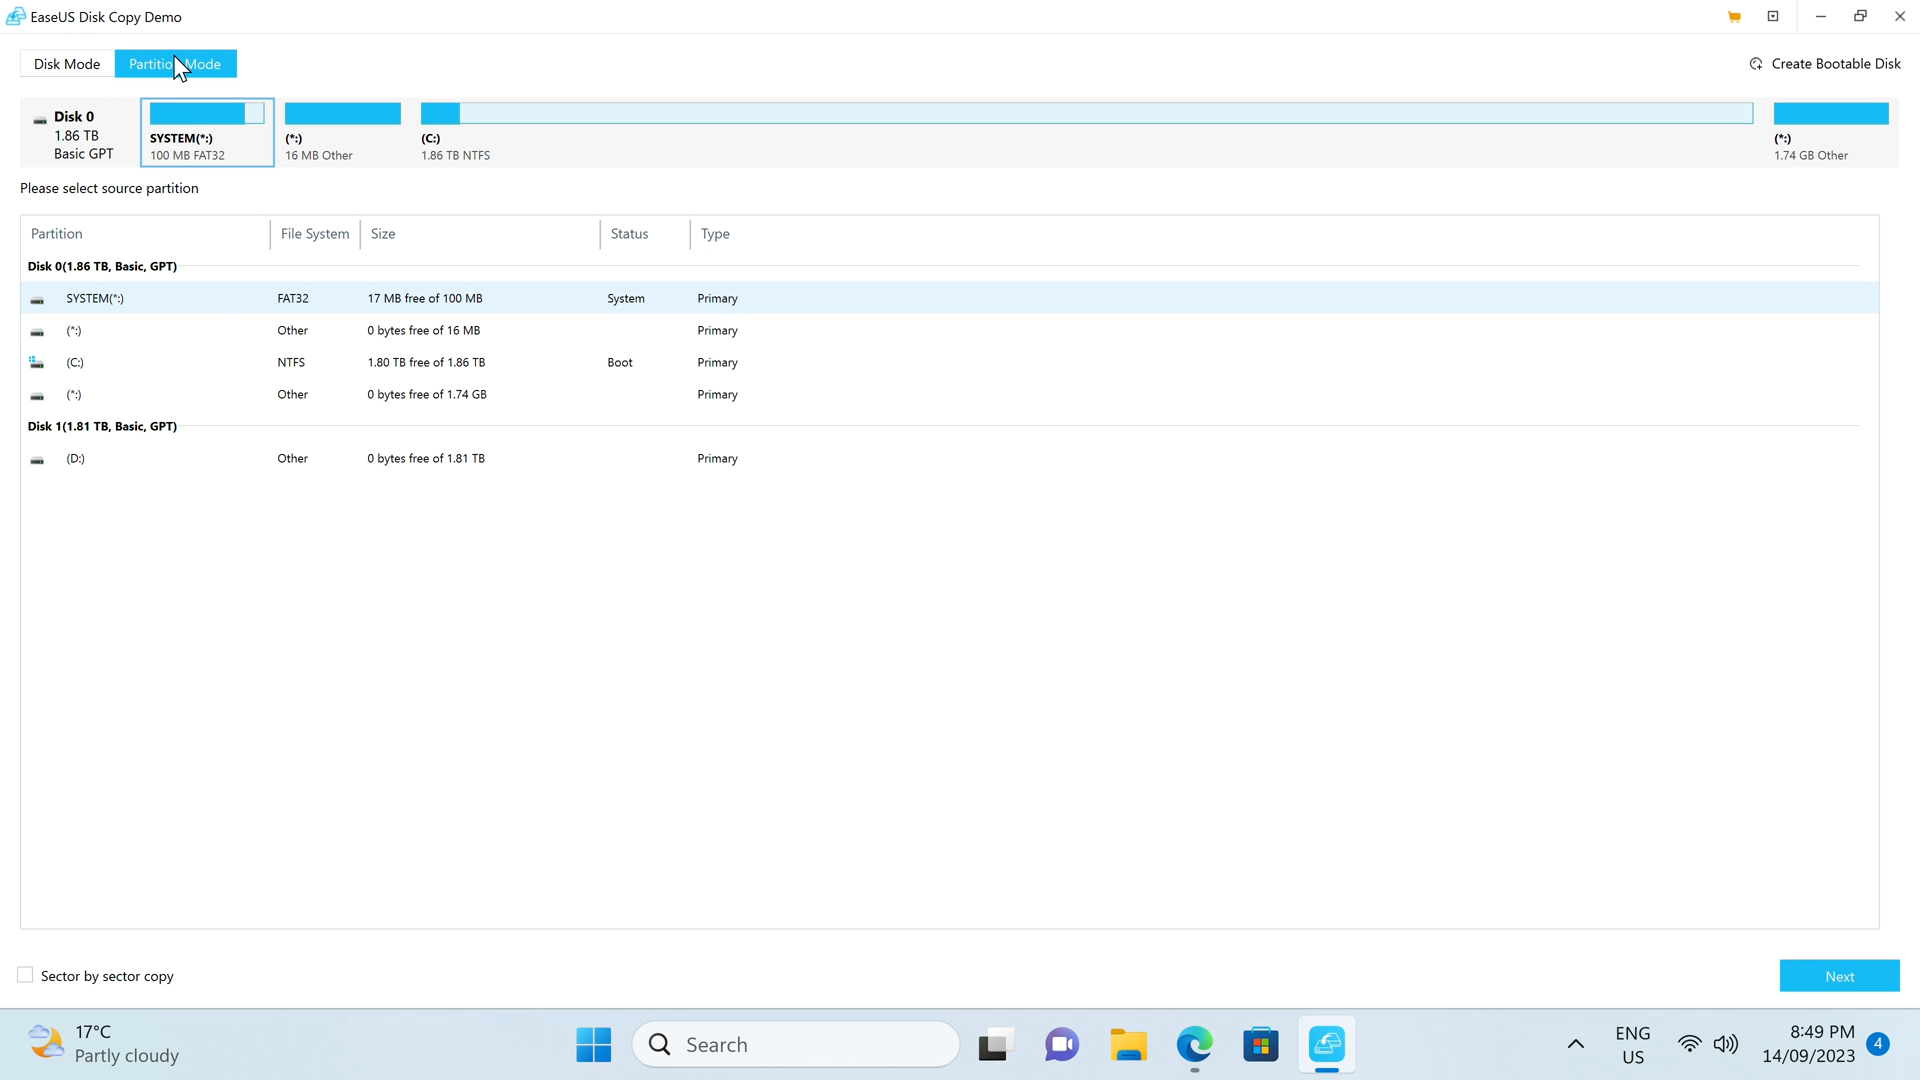 EaseUS Disk Copy Demo
Disk Mode
Partition Mode
Create Bootable Disk
Disk 0
1.86 TB
Basic GPT
SYSTEM(*:)
100 MB FAT32
(*:)
16 MB Other
(C:)
1.86 TB NTFS
(*:)
1.74 GB Other
Please select source partition
Partition File System Size Status Type
Disk 0(1.86 TB, Basic, GPT)
SYSTEM(*:) FAT32 17 MB free of 100 MB System Primary
(*:) Other 0 bytes free of 16 MB Primary
(C:) NTFS 1.80 TB free of 1.86 TB Boot Primary
(*:) Other 0 bytes free of 1.74 GB Primary
Disk 1(1.81 TB, Basic, GPT)
(D:) Other 0 bytes free of 1.81 TB Primary
Sector by sector copy
Next
17°C
Partly cloudy
Search
ENG
US
8:49 PM
14/09/2023
4